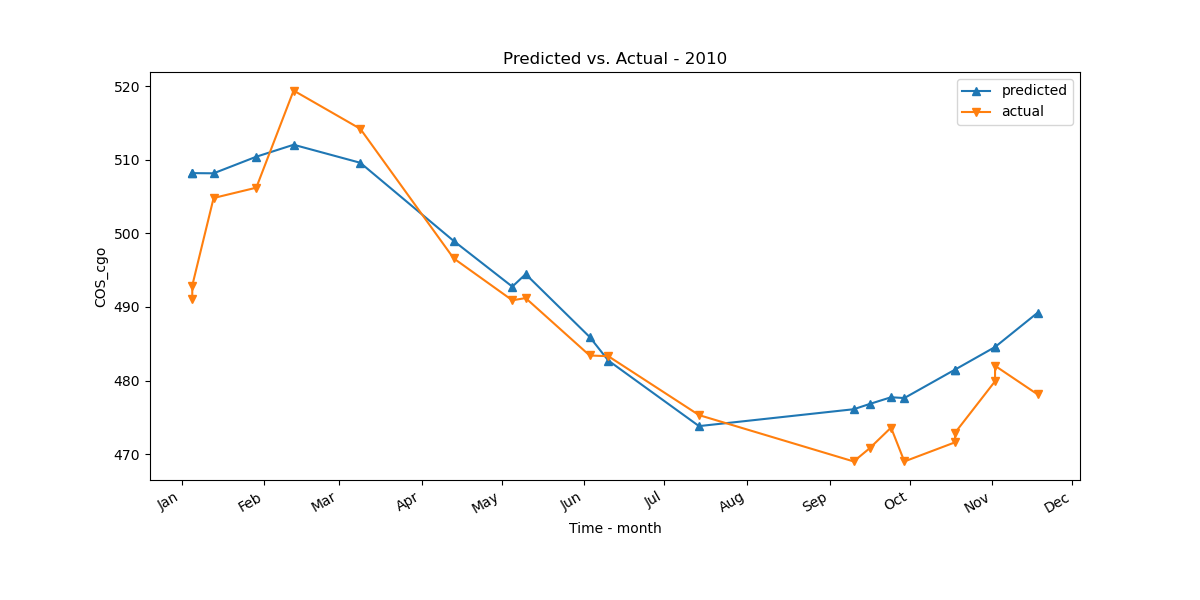 Predicted vs. Actual - 2010
predicted
actual
COS_cgo
520
510
500
490
480
470
Jan
Feb
Mar
Apr
May
Jun
Jul
Aug
Sep
Oct
Nov
Dec
Time - month